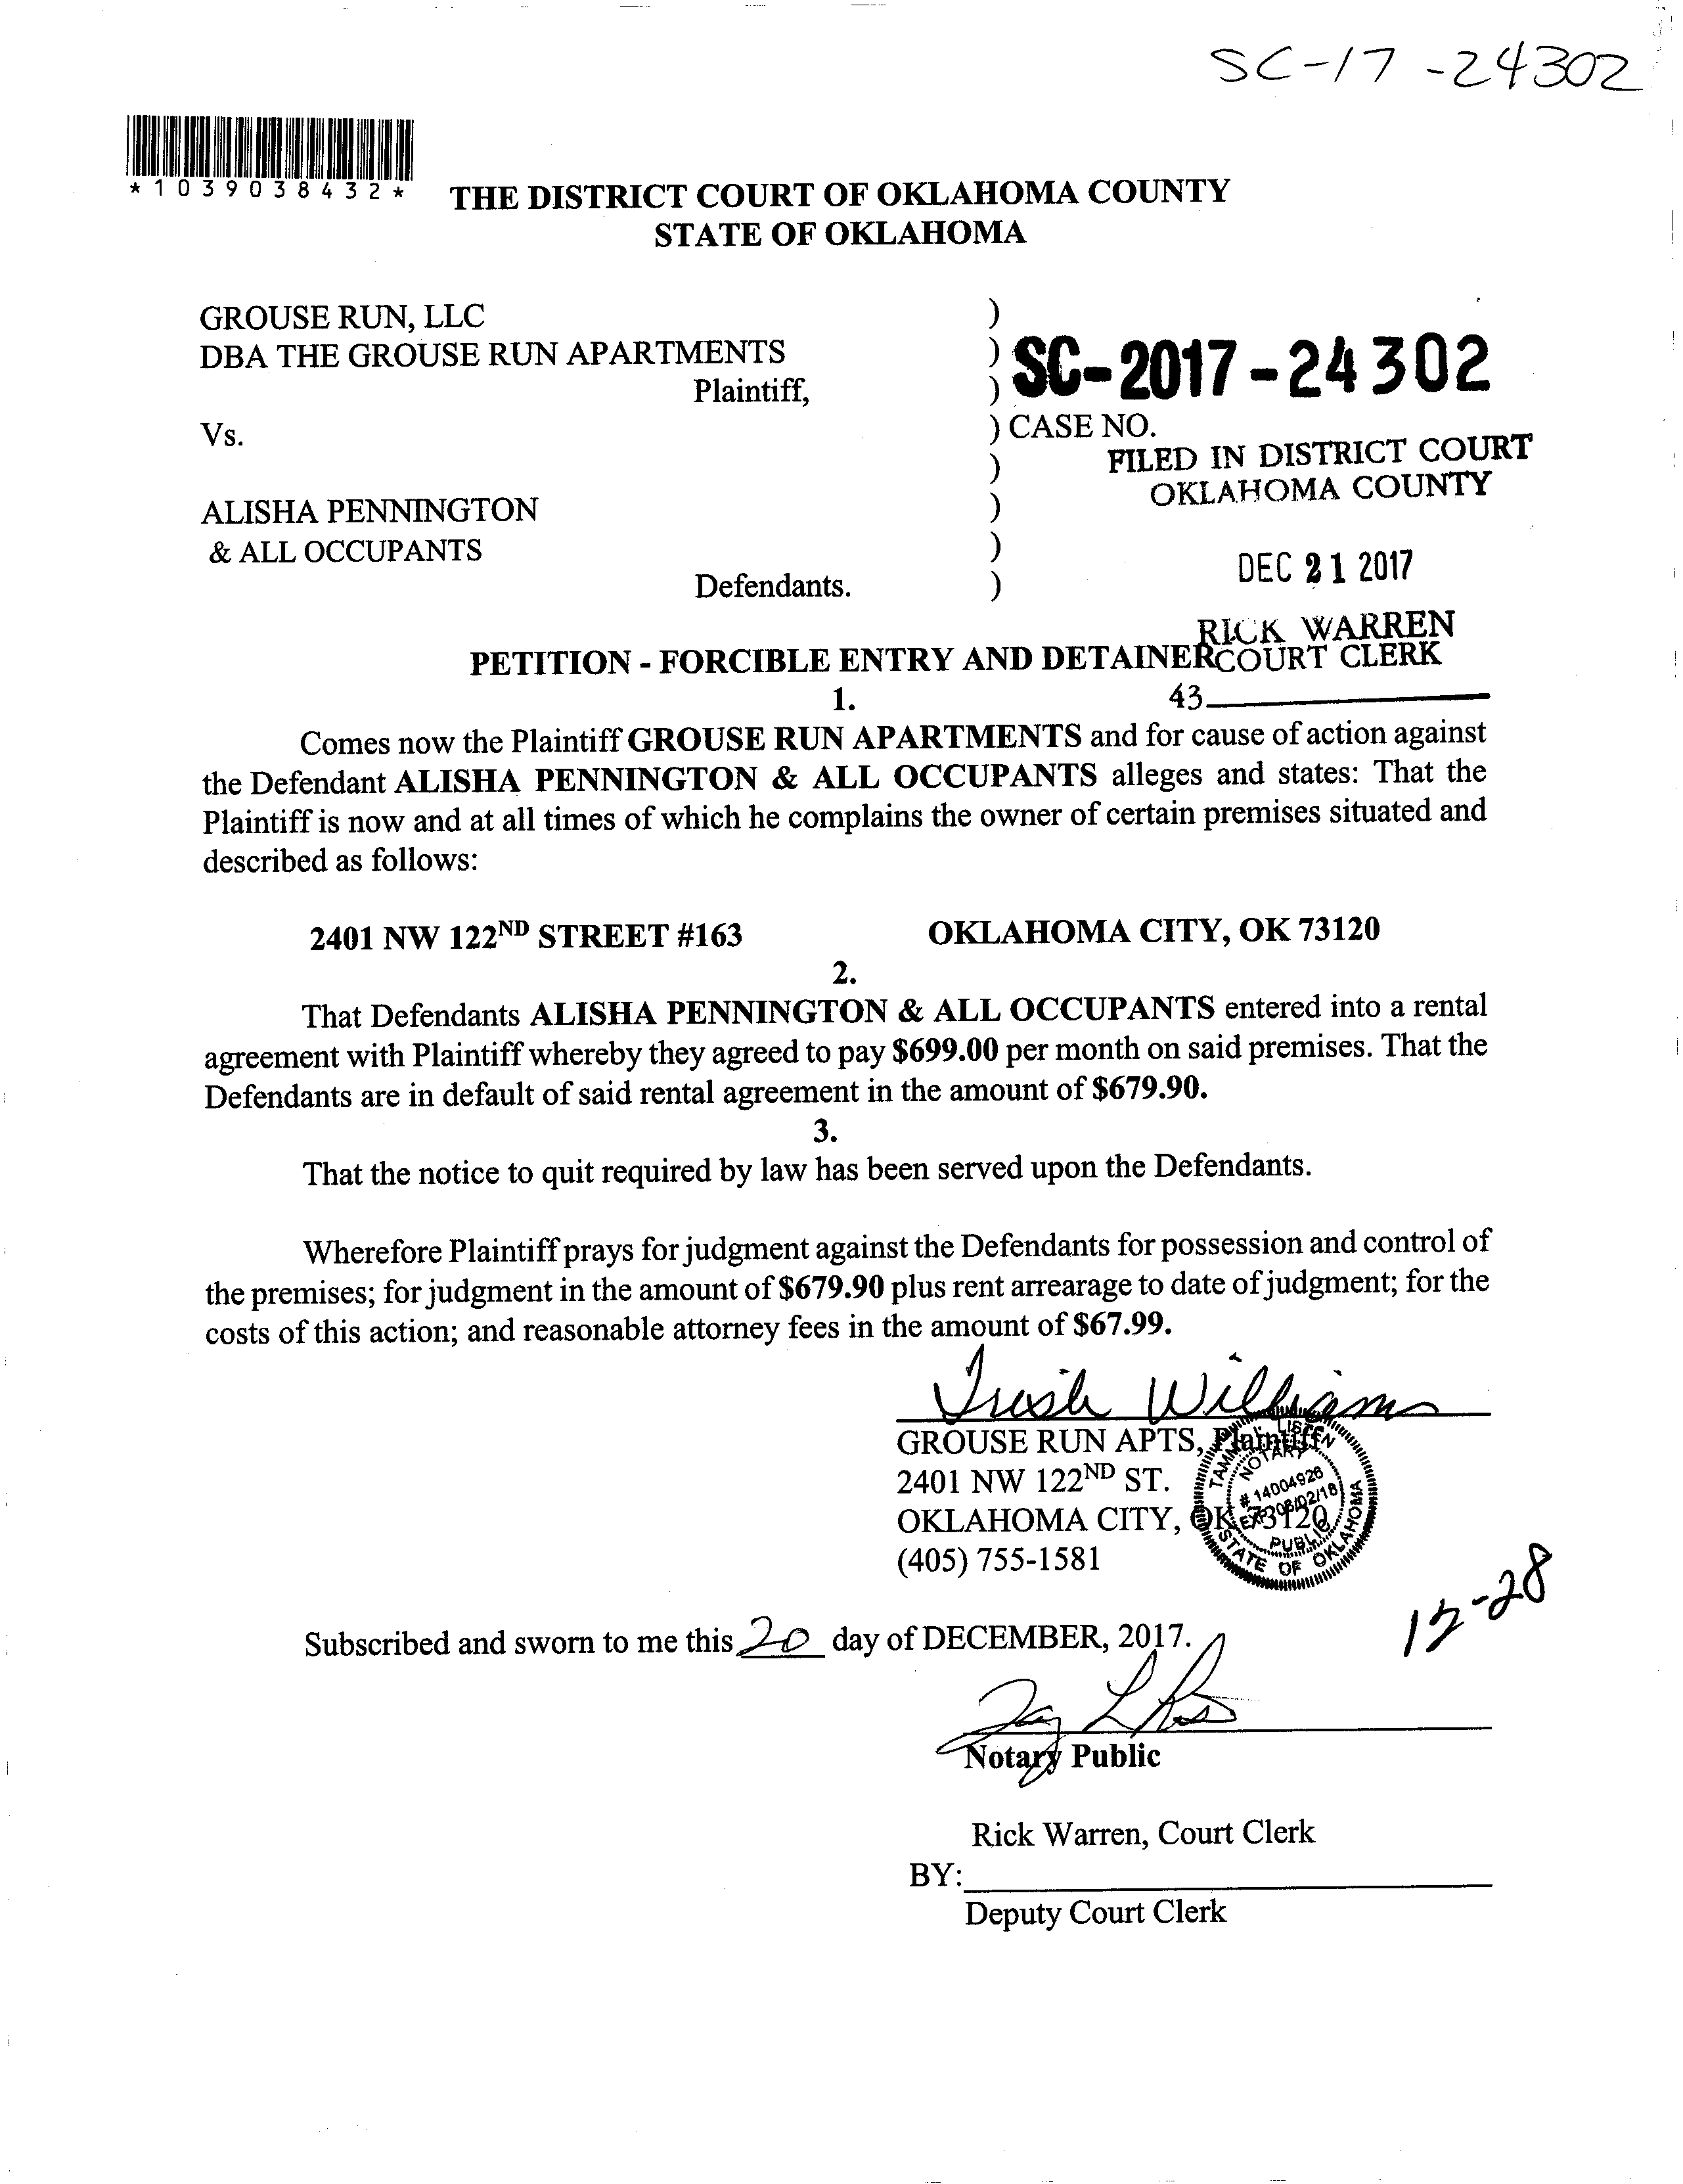 SC-17-24302
*1039038432*
THE DISTRICT COURT OF OKLAHOMA COUNTY
STATE OF OKLAHOMA
GROUSE RUN, LLC )
DBA THE GROUSE RUN APARTMENTS ) SC-2017-24302
Plaintiff, )
Vs. ) CASE NO.
) FILED IN DISTRICT COURT
OKLAHOMA COUNTY
ALISHA PENNINGTON )
& ALL OCCUPANTS )
DEC 21 2017
Defendants. )
RICK WARREN
PETITION - FORCIBLE ENTRY AND DETAINER COURT CLERK
1. 43
Comes now the Plaintiff GROUSE RUN APARTMENTS and for cause of action against
the Defendant ALISHA PENNINGTON & ALL OCCUPANTS alleges and states: That the
Plaintiff is now and at all times of which he complains the owner of certain premises situated and
described as follows:
2401 NW 122ND STREET #163 OKLAHOMA CITY, OK 73120
2.
That Defendants ALISHA PENNINGTON & ALL OCCUPANTS entered into a rental
agreement with Plaintiff whereby they agreed to pay $699.00 per month on said premises. That the
Defendants are in default of said rental agreement in the amount of $679.90.
3.
That the notice to quit required by law has been served upon the Defendants.
Wherefore Plaintiff prays for judgment against the Defendants for possession and control of
the premises; for judgment in the amount of $679.90 plus rent arrearage to date of judgment; for the
costs of this action; and reasonable attorney fees in the amount of $67.99.
Trish Williams
GROUSE RUN APTS, Plaintiff
2401 NW 122ND ST.
OKLAHOMA CITY, OK 73120
(405) 755-1581
NOTARY
# 14004926
EXP 06/02/18
PUBLIC
STATE OF OKLAHOMA
12-28
Subscribed and sworn to me this 20 day of DECEMBER, 2017.
Notary Public
Rick Warren, Court Clerk
BY:
Deputy Court Clerk